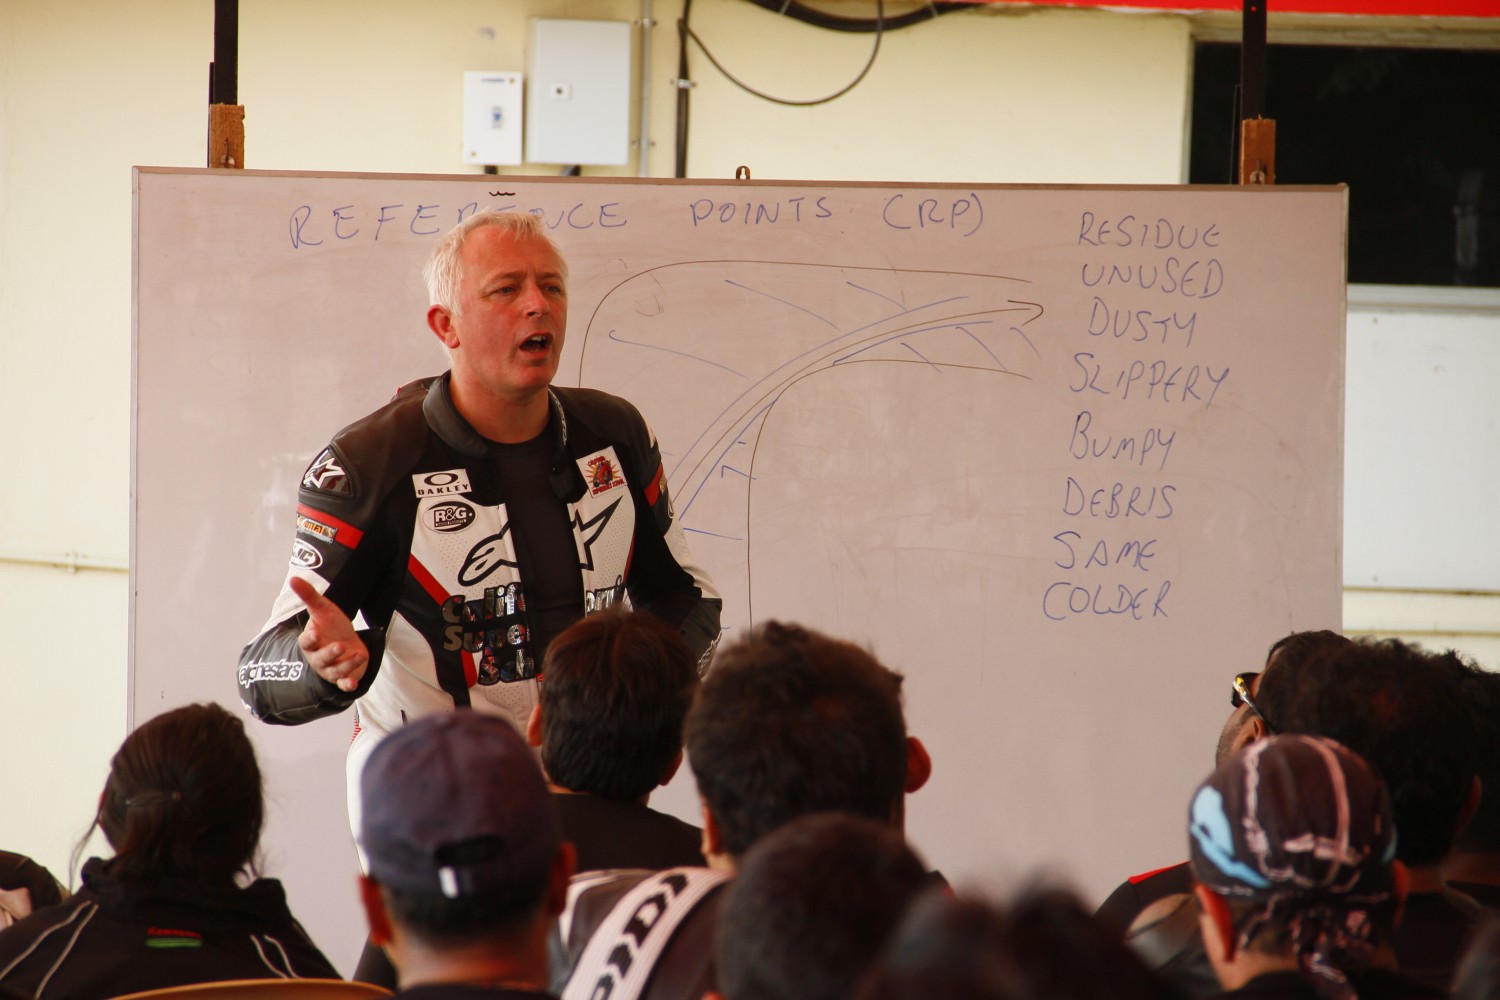 REFERENCE POINTS (RP)
RESIDUE
UNUSED
DUSTY
SLIPPERY
BUMPY
DEBRIS
SAME
COLDER
OAKLEY
R&G
alpinestars